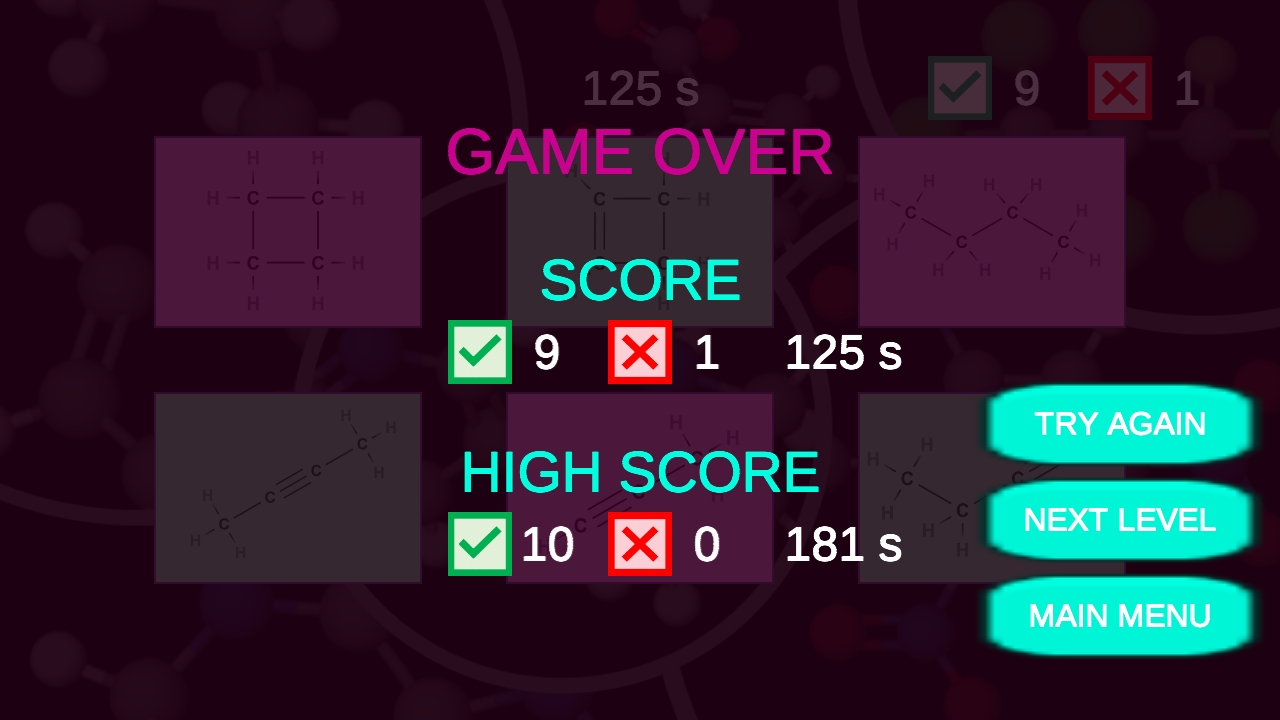 125 s
9
1
GAME OVER
SCORE
9 1 125 s
HIGH SCORE
10 0 181 s
TRY AGAIN
NEXT LEVEL
MAIN MENU